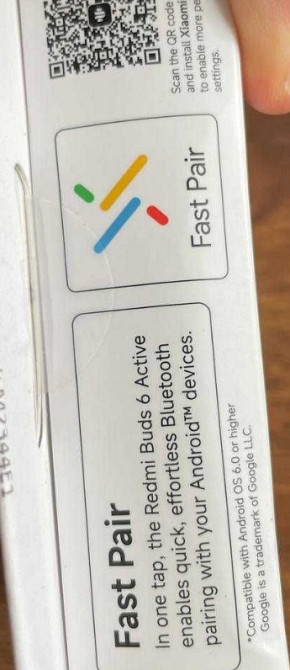 Scan the QR code
and install Xiaomi
to enable more pe
settings.
Fast Pair
Fast Pair
In one tap, the Redmi Buds 6 Active
enables quick, effortless Bluetooth
pairing with your Android™ devices.
*Compatible with Android OS 6.0 or higher
Google is a trademark of Google LLC.